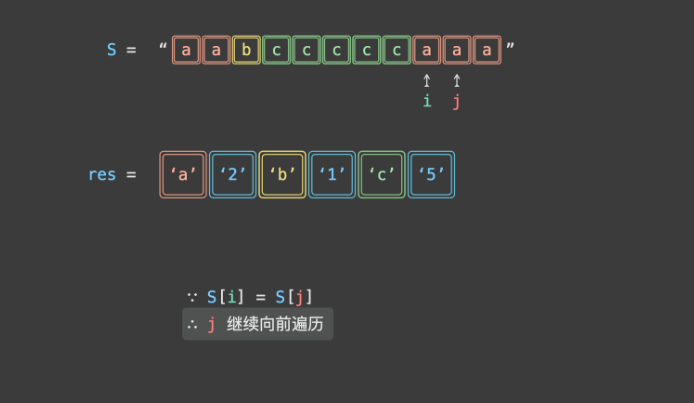 S = “aabcccccaaa”
↑ ↑
i j
res = ‘a’ ‘2’ ‘b’ ‘1’ ‘c’ ‘5’
∵ S[i] = S[j]
∴ j 继续向前遍历